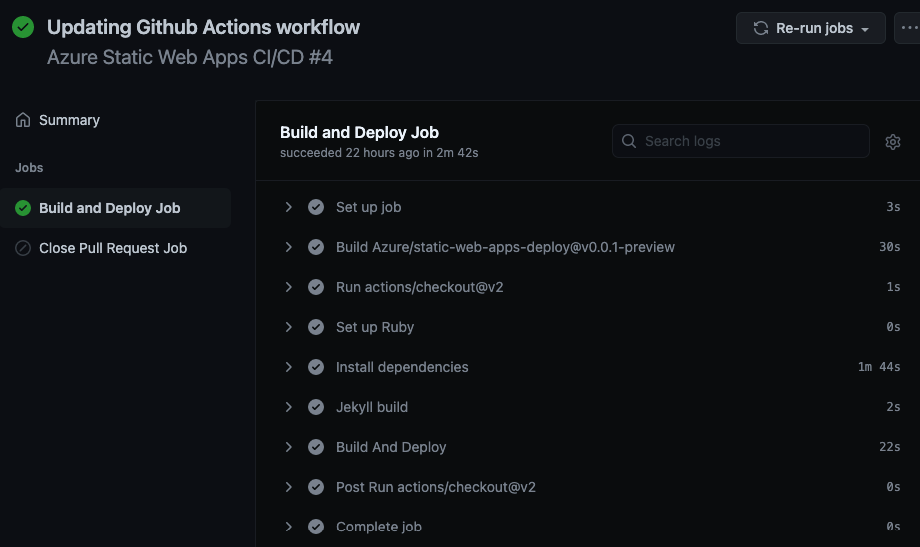 Updating Github Actions workflow
Re-run jobs
Azure Static Web Apps CI/CD #4
Summary
Jobs
Build and Deploy Job
Close Pull Request Job
Build and Deploy Job
succeeded 22 hours ago in 2m 42s
Search logs
Set up job 3s
Build Azure/static-web-apps-deploy@v0.0.1-preview 30s
Run actions/checkout@v2 1s
Set up Ruby 0s
Install dependencies 1m 44s
Jekyll build 2s
Build And Deploy 22s
Post Run actions/checkout@v2 0s
Complete job 0s